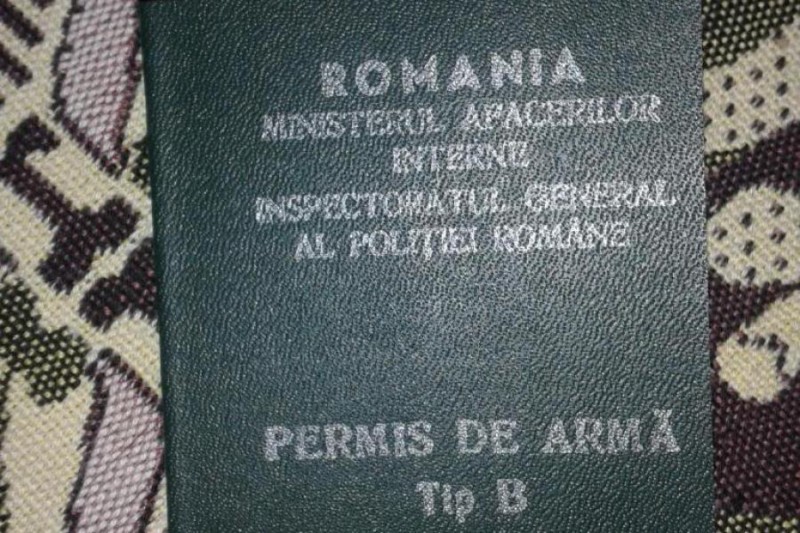 ROMANIA
MINISTERUL AFACERILOR
INTERNE
INSPECTORATUL GENERAL
AL POLIȚIEI ROMÂNE
PERMIS DE ARMĂ
Tip B